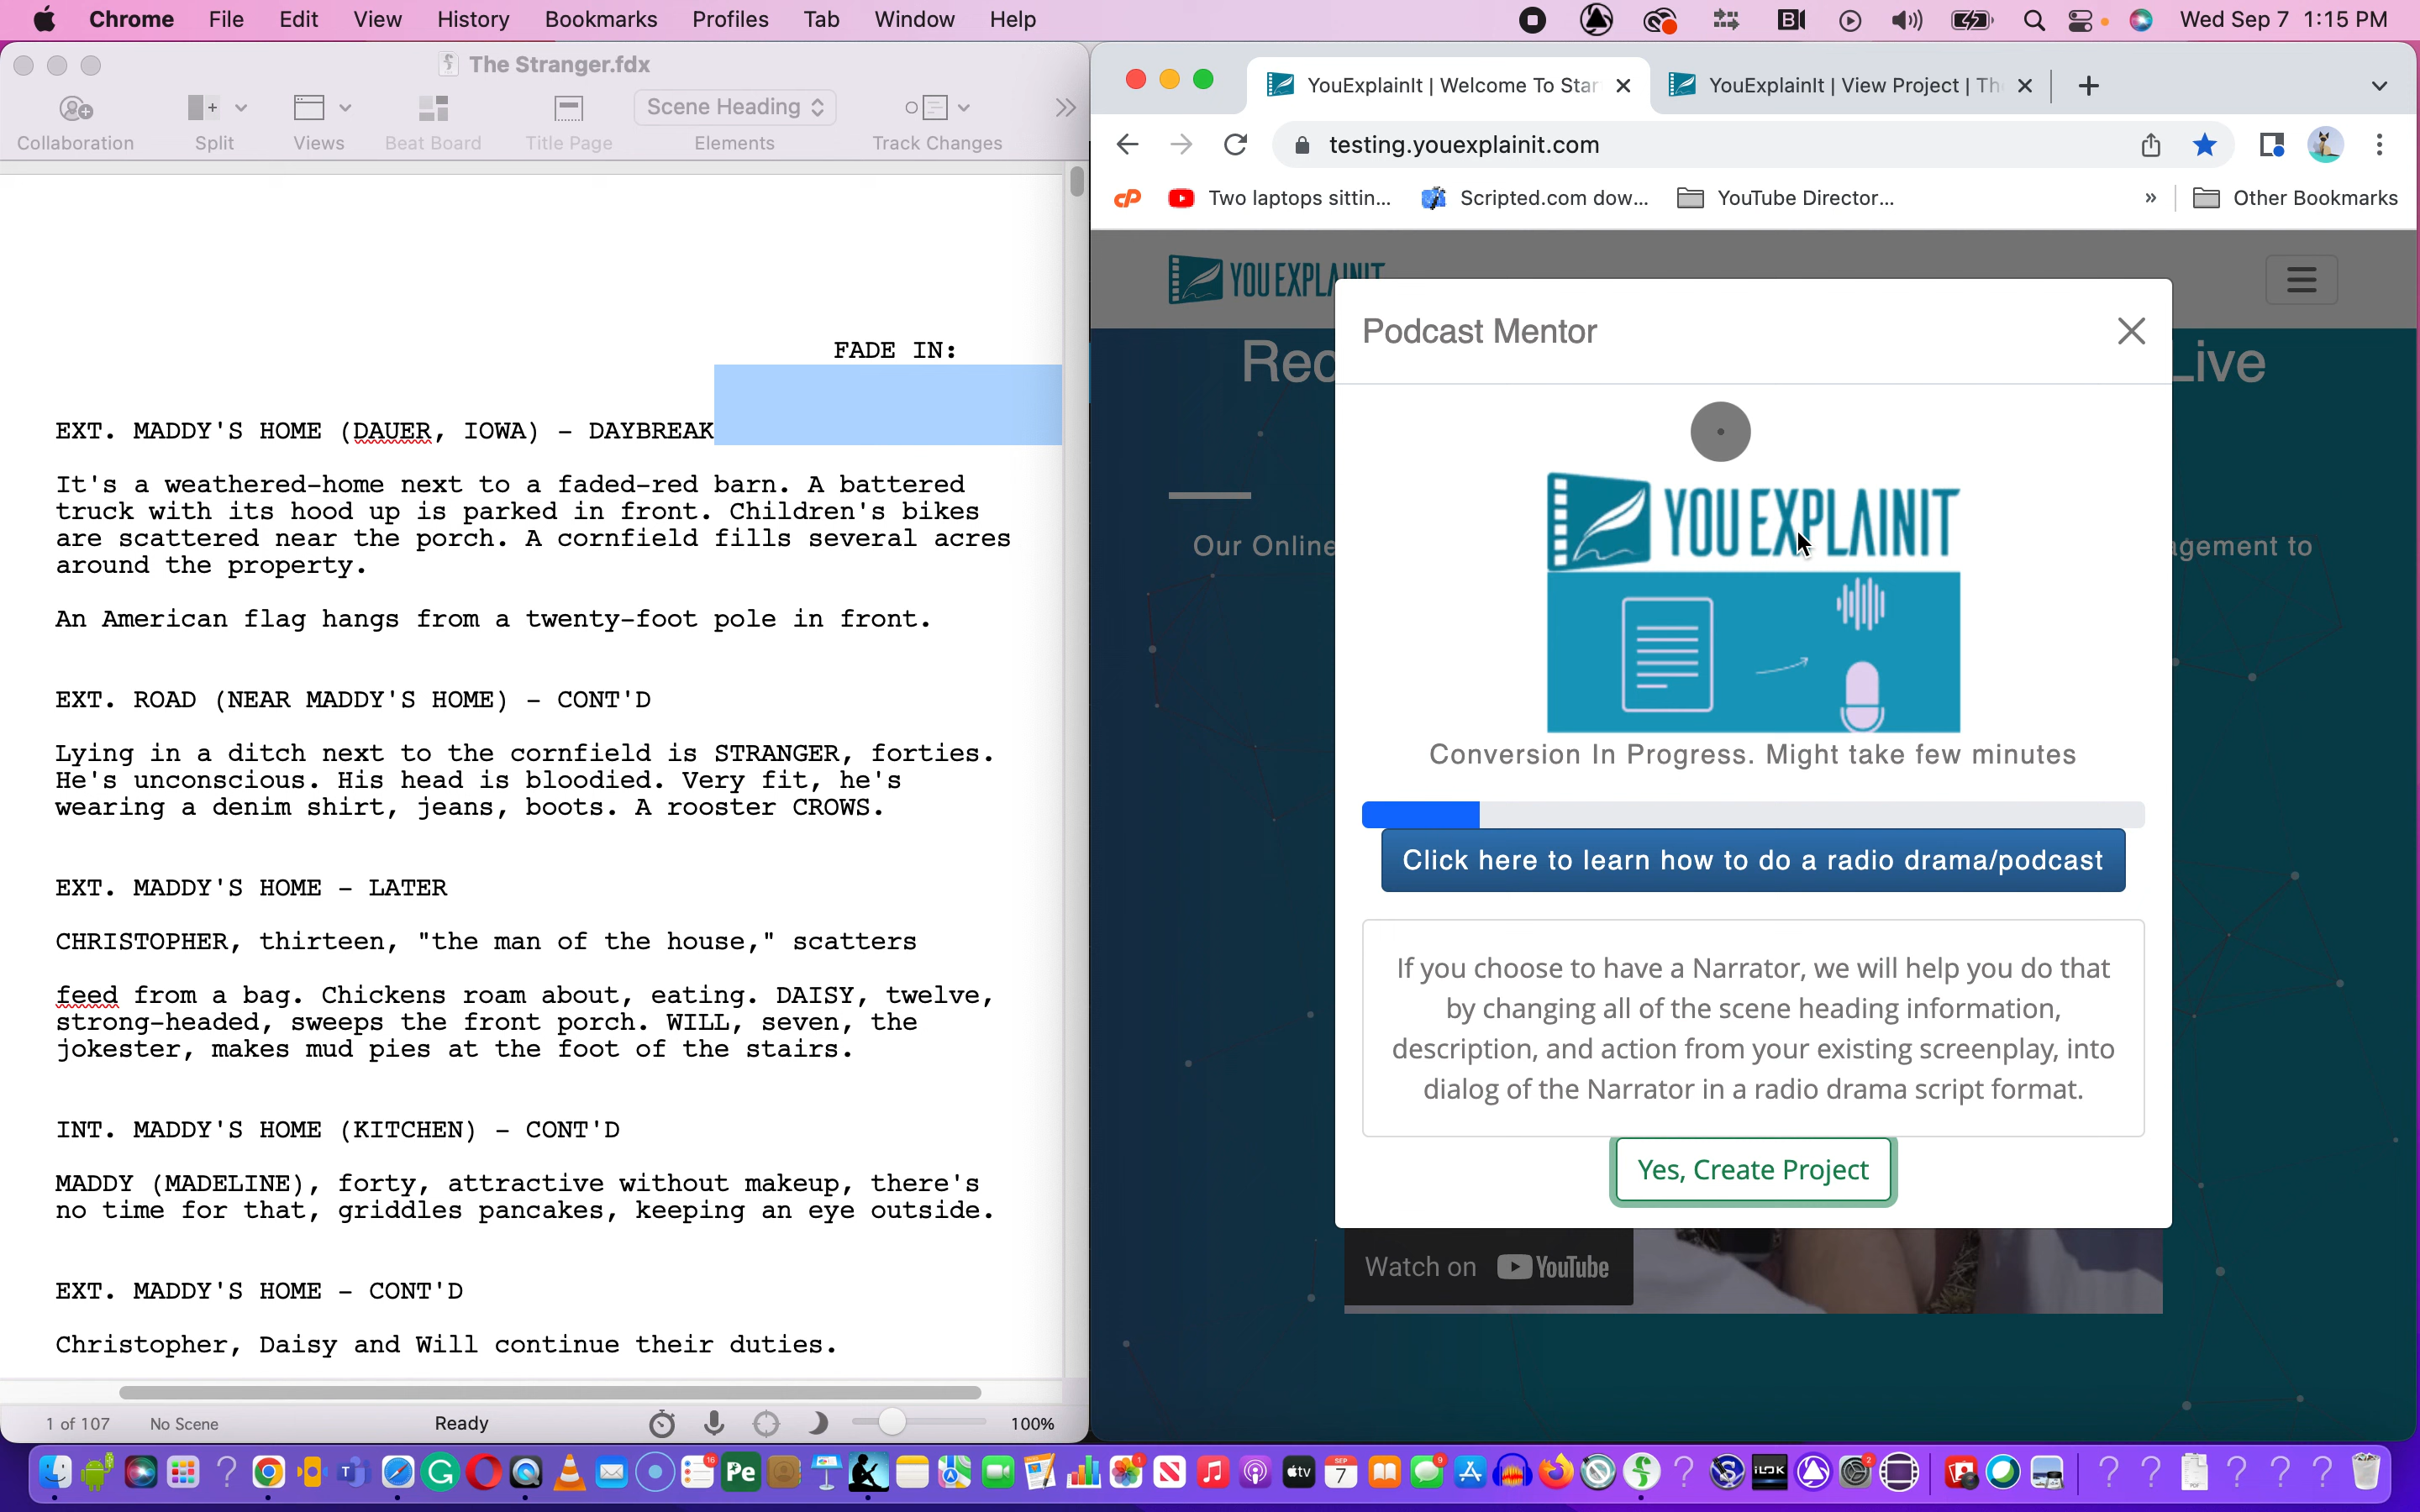 Chrome File Edit View History Bookmarks Profiles Tab Window Help Wed Sep 7 1:15 PM
The Stranger.fdx
Scene Heading
Collaboration Split Views Beat Board Title Page Elements Track Changes
FADE IN:
EXT. MADDY'S HOME (DAUER, IOWA) - DAYBREAK
It's a weathered-home next to a faded-red barn. A battered
truck with its hood up is parked in front. Children's bikes
are scattered near the porch. A cornfield fills several acres
around the property.
An American flag hangs from a twenty-foot pole in front.
EXT. ROAD (NEAR MADDY'S HOME) - CONT'D
Lying in a ditch next to the cornfield is STRANGER, forties.
He's unconscious. His head is bloodied. Very fit, he's
wearing a denim shirt, jeans, boots. A rooster CROWS.
EXT. MADDY'S HOME - LATER
CHRISTOPHER, thirteen, "the man of the house," scatters
feed from a bag. Chickens roam about, eating. DAISY, twelve,
strong-headed, sweeps the front porch. WILL, seven, the
jokester, makes mud pies at the foot of the stairs.
INT. MADDY'S HOME (KITCHEN) - CONT'D
MADDY (MADELINE), forty, attractive without makeup, there's
no time for that, griddles pancakes, keeping an eye outside.
EXT. MADDY'S HOME - CONT'D
Christopher, Daisy and Will continue their duties.
1 of 107 No Scene Ready 100%
YouExplainIt | Welcome To Star YouExplainIt | View Project | Th
testing.youexplainit.com
Two laptops sittin... Scripted.com dow... YouTube Director... » Other Bookmarks
YOUEXPLAINIT
Rec Live
Our Online agement to
Podcast Mentor
YOUEXPLAINIT
Conversion In Progress. Might take few minutes
Click here to learn how to do a radio drama/podcast
If you choose to have a Narrator, we will help you do that
by changing all of the scene heading information,
description, and action from your existing screenplay, into
dialog of the Narrator in a radio drama script format.
Yes, Create Project
Watch on YouTube